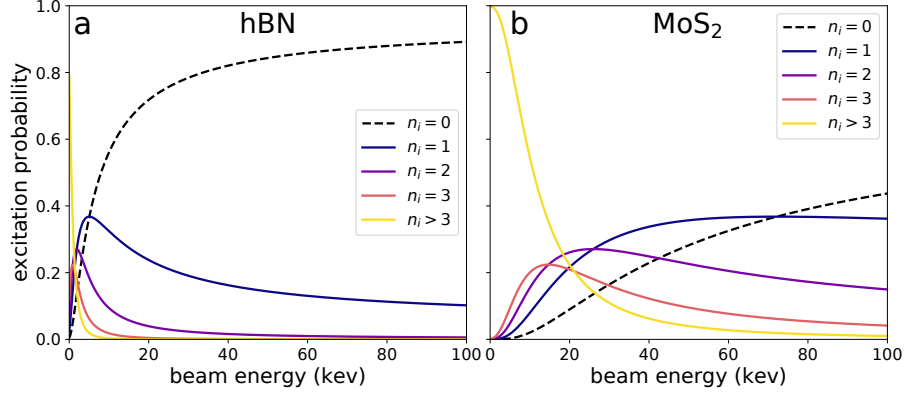 a
hBN
b
MoS₂
excitation probability
1.0
0.8
0.6
0.4
0.2
0.0
n_i = 0
n_i = 1
n_i = 2
n_i = 3
n_i > 3
0
20
40
60
80
100
beam energy (kev)
n_i = 0
n_i = 1
n_i = 2
n_i = 3
n_i > 3
0
20
40
60
80
100
beam energy (kev)